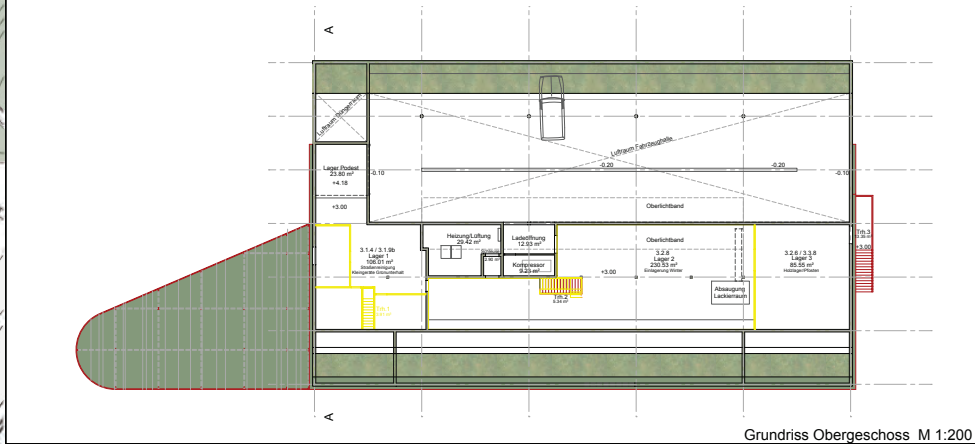 A
Luftraum Fahrzeughalle
Lager Podest
23.80 m²
+4.18
-0.10
-0.20
-0.20
-0.10
+3.00
Oberlichtband
Heizung/Lüftung
29.42 m²
Ladeöffnung
12.93 m²
Oberlichtband
3.1.4 / 3.1.9b
Lager 1
106.01 m²
Straßenreinigung
Kleingeräte Grünunterhalt
3.2.8
Lager 2
230.53 m²
Einlagerung Winter
3.2.6 / 3.3.8
Lager 3
85.55 m²
Holzlager/Pflaster
Trh.3
+3.00
Kompressor
9.23 m²
+3.00
Absaugung
Lackierraum
Trh.2
A
Grundriss Obergeschoss M 1:200